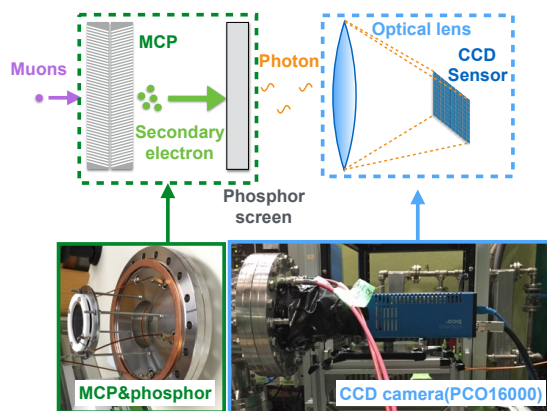 MCP
Muons
Secondary
electron
Photon
Optical lens
CCD
Sensor
Phosphor
screen
MCP&phosphor
CCD camera(PCO16000)